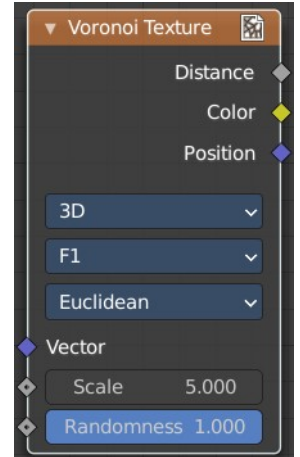 Voronoi Texture
Distance
Color
Position
3D
F1
Euclidean
Vector
Scale 5.000
Randomness 1.000